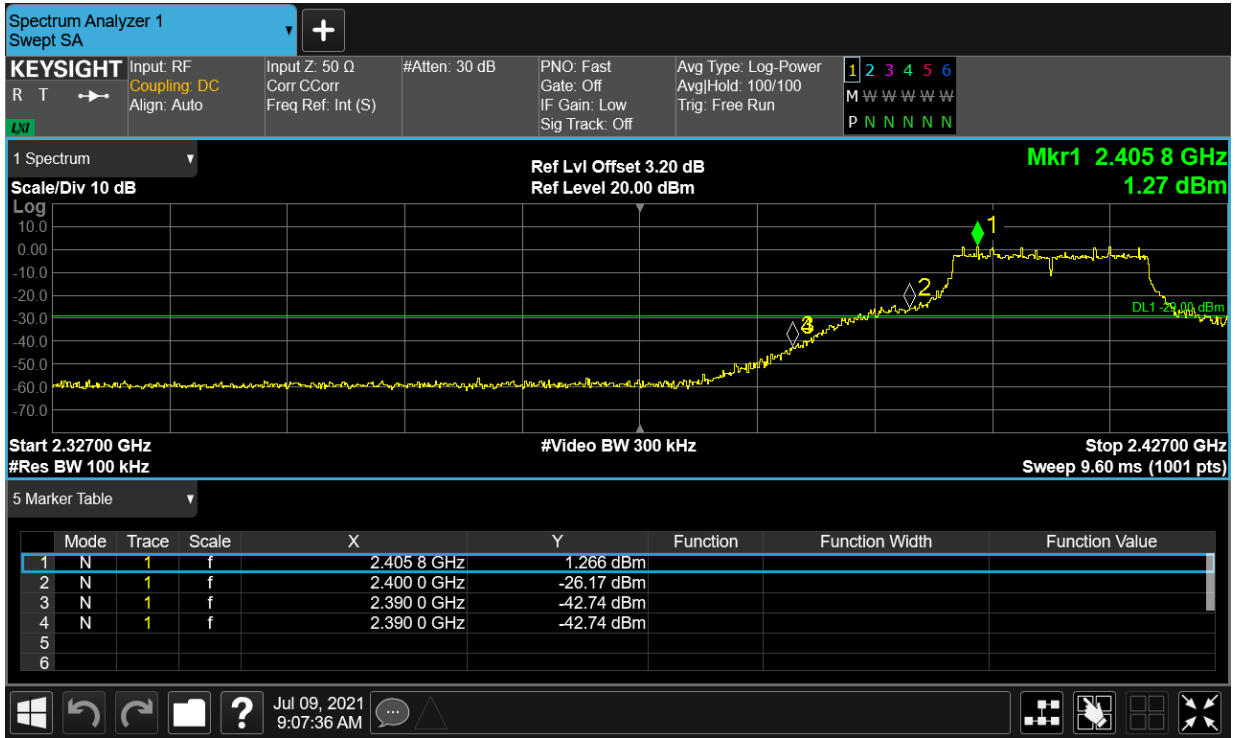 Spectrum Analyzer 1
Swept SA
KEYSIGHT
R T
LXI
Input: RF
Coupling: DC
Align: Auto
Input Z: 50 Ω
Corr CCorr
Freq Ref: Int (S)
#Atten: 30 dB
PNO: Fast
Gate: Off
IF Gain: Low
Sig Track: Off
Avg Type: Log-Power
Avg|Hold: 100/100
Trig: Free Run
1 2 3 4 5 6
M W W W W W
P N N N N N
1 Spectrum
Scale/Div 10 dB
Ref Lvl Offset 3.20 dB
Ref Level 20.00 dBm
Mkr1 2.405 8 GHz
1.27 dBm
Log
10.0
0.00
-10.0
-20.0
-30.0
-40.0
-50.0
-60.0
-70.0
1
2
DL1 -29.00 dBm
Start 2.32700 GHz
#Res BW 100 kHz
#Video BW 300 kHz
Stop 2.42700 GHz
Sweep 9.60 ms (1001 pts)
5 Marker Table
Mode Trace Scale X Y Function Function Width Function Value
1 N 1 f 2.405 8 GHz 1.266 dBm
2 N 1 f 2.400 0 GHz -26.17 dBm
3 N 1 f 2.390 0 GHz -42.74 dBm
4 N 1 f 2.390 0 GHz -42.74 dBm
5
6
?
Jul 09, 2021
9:07:36 AM